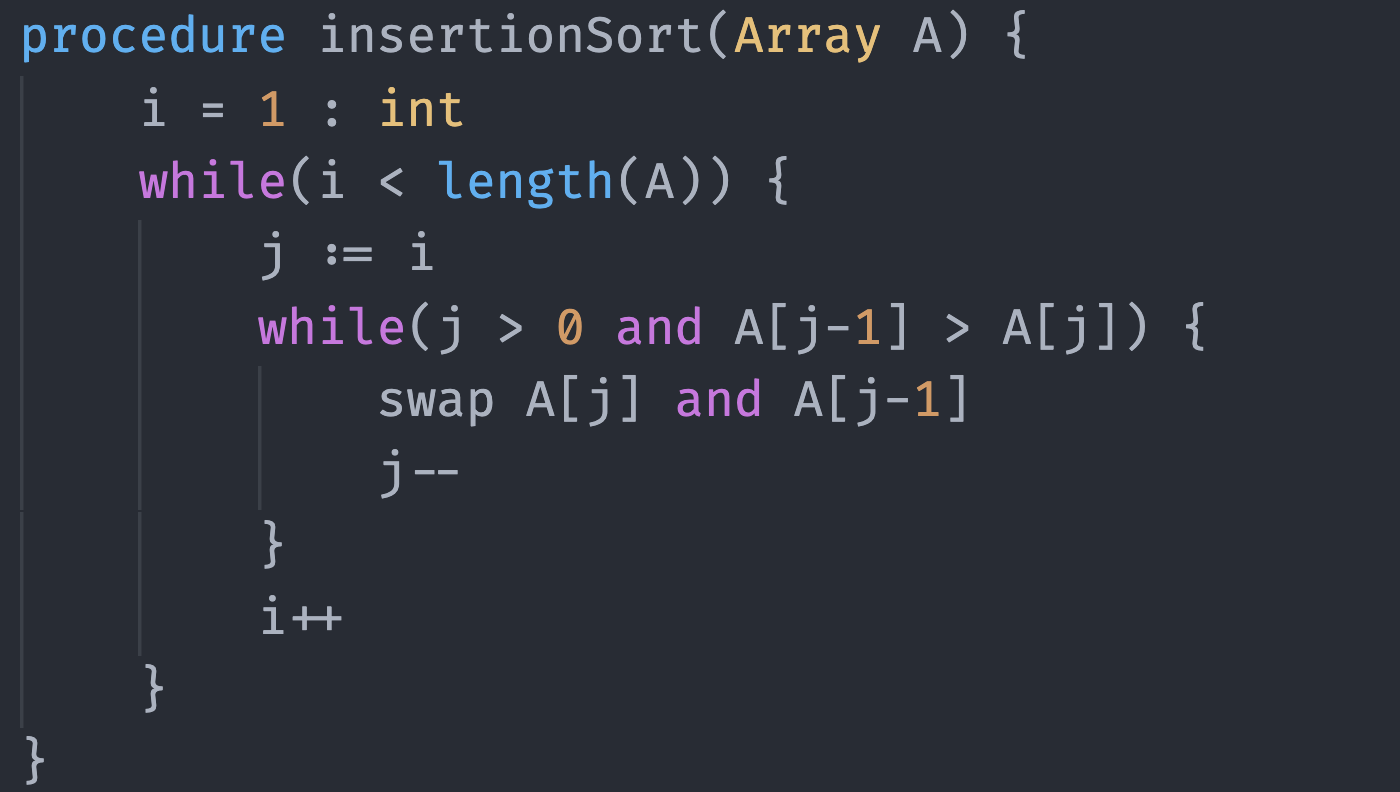 procedure insertionSort(Array A) {
    i = 1 : int
    while(i < length(A)) {
        j := i
        while(j > 0 and A[j-1] > A[j]) {
            swap A[j] and A[j-1]
            j--
        }
        i++
    }
}